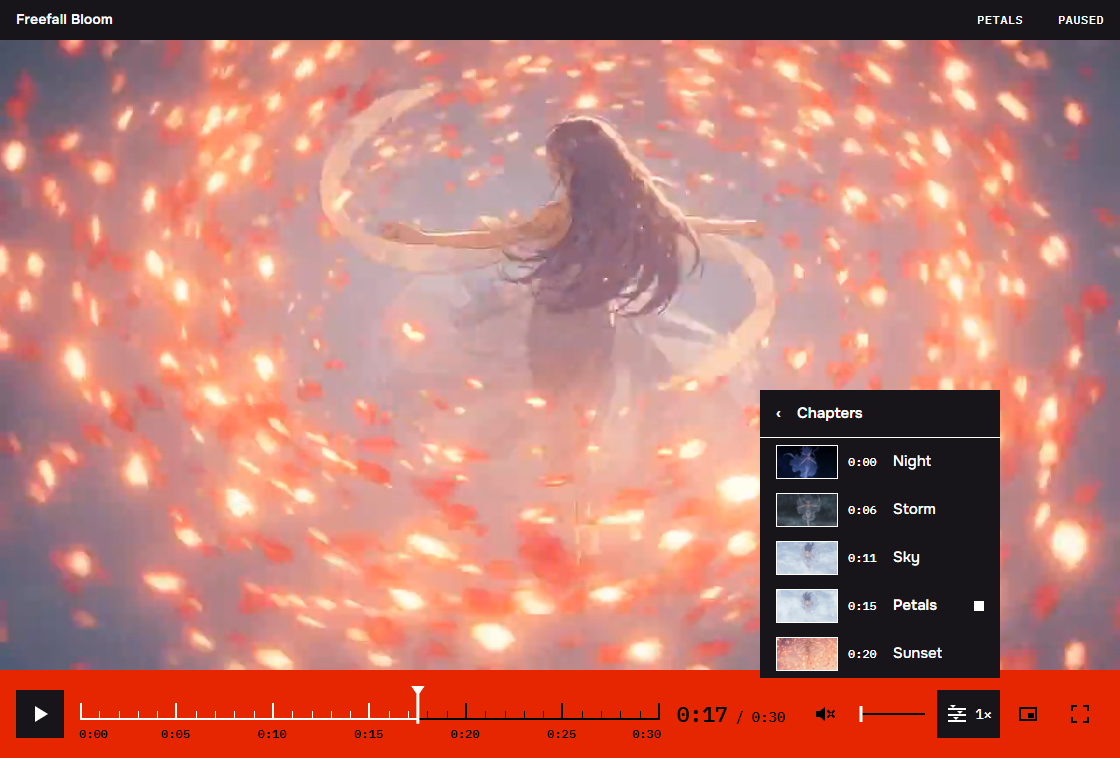 Freefall Bloom
PETALS PAUSED
‹ Chapters
0:00 Night
0:06 Storm
0:11 Sky
0:15 Petals
0:20 Sunset
0:17 / 0:30
1×
0:00 0:05 0:10 0:15 0:20 0:25 0:30